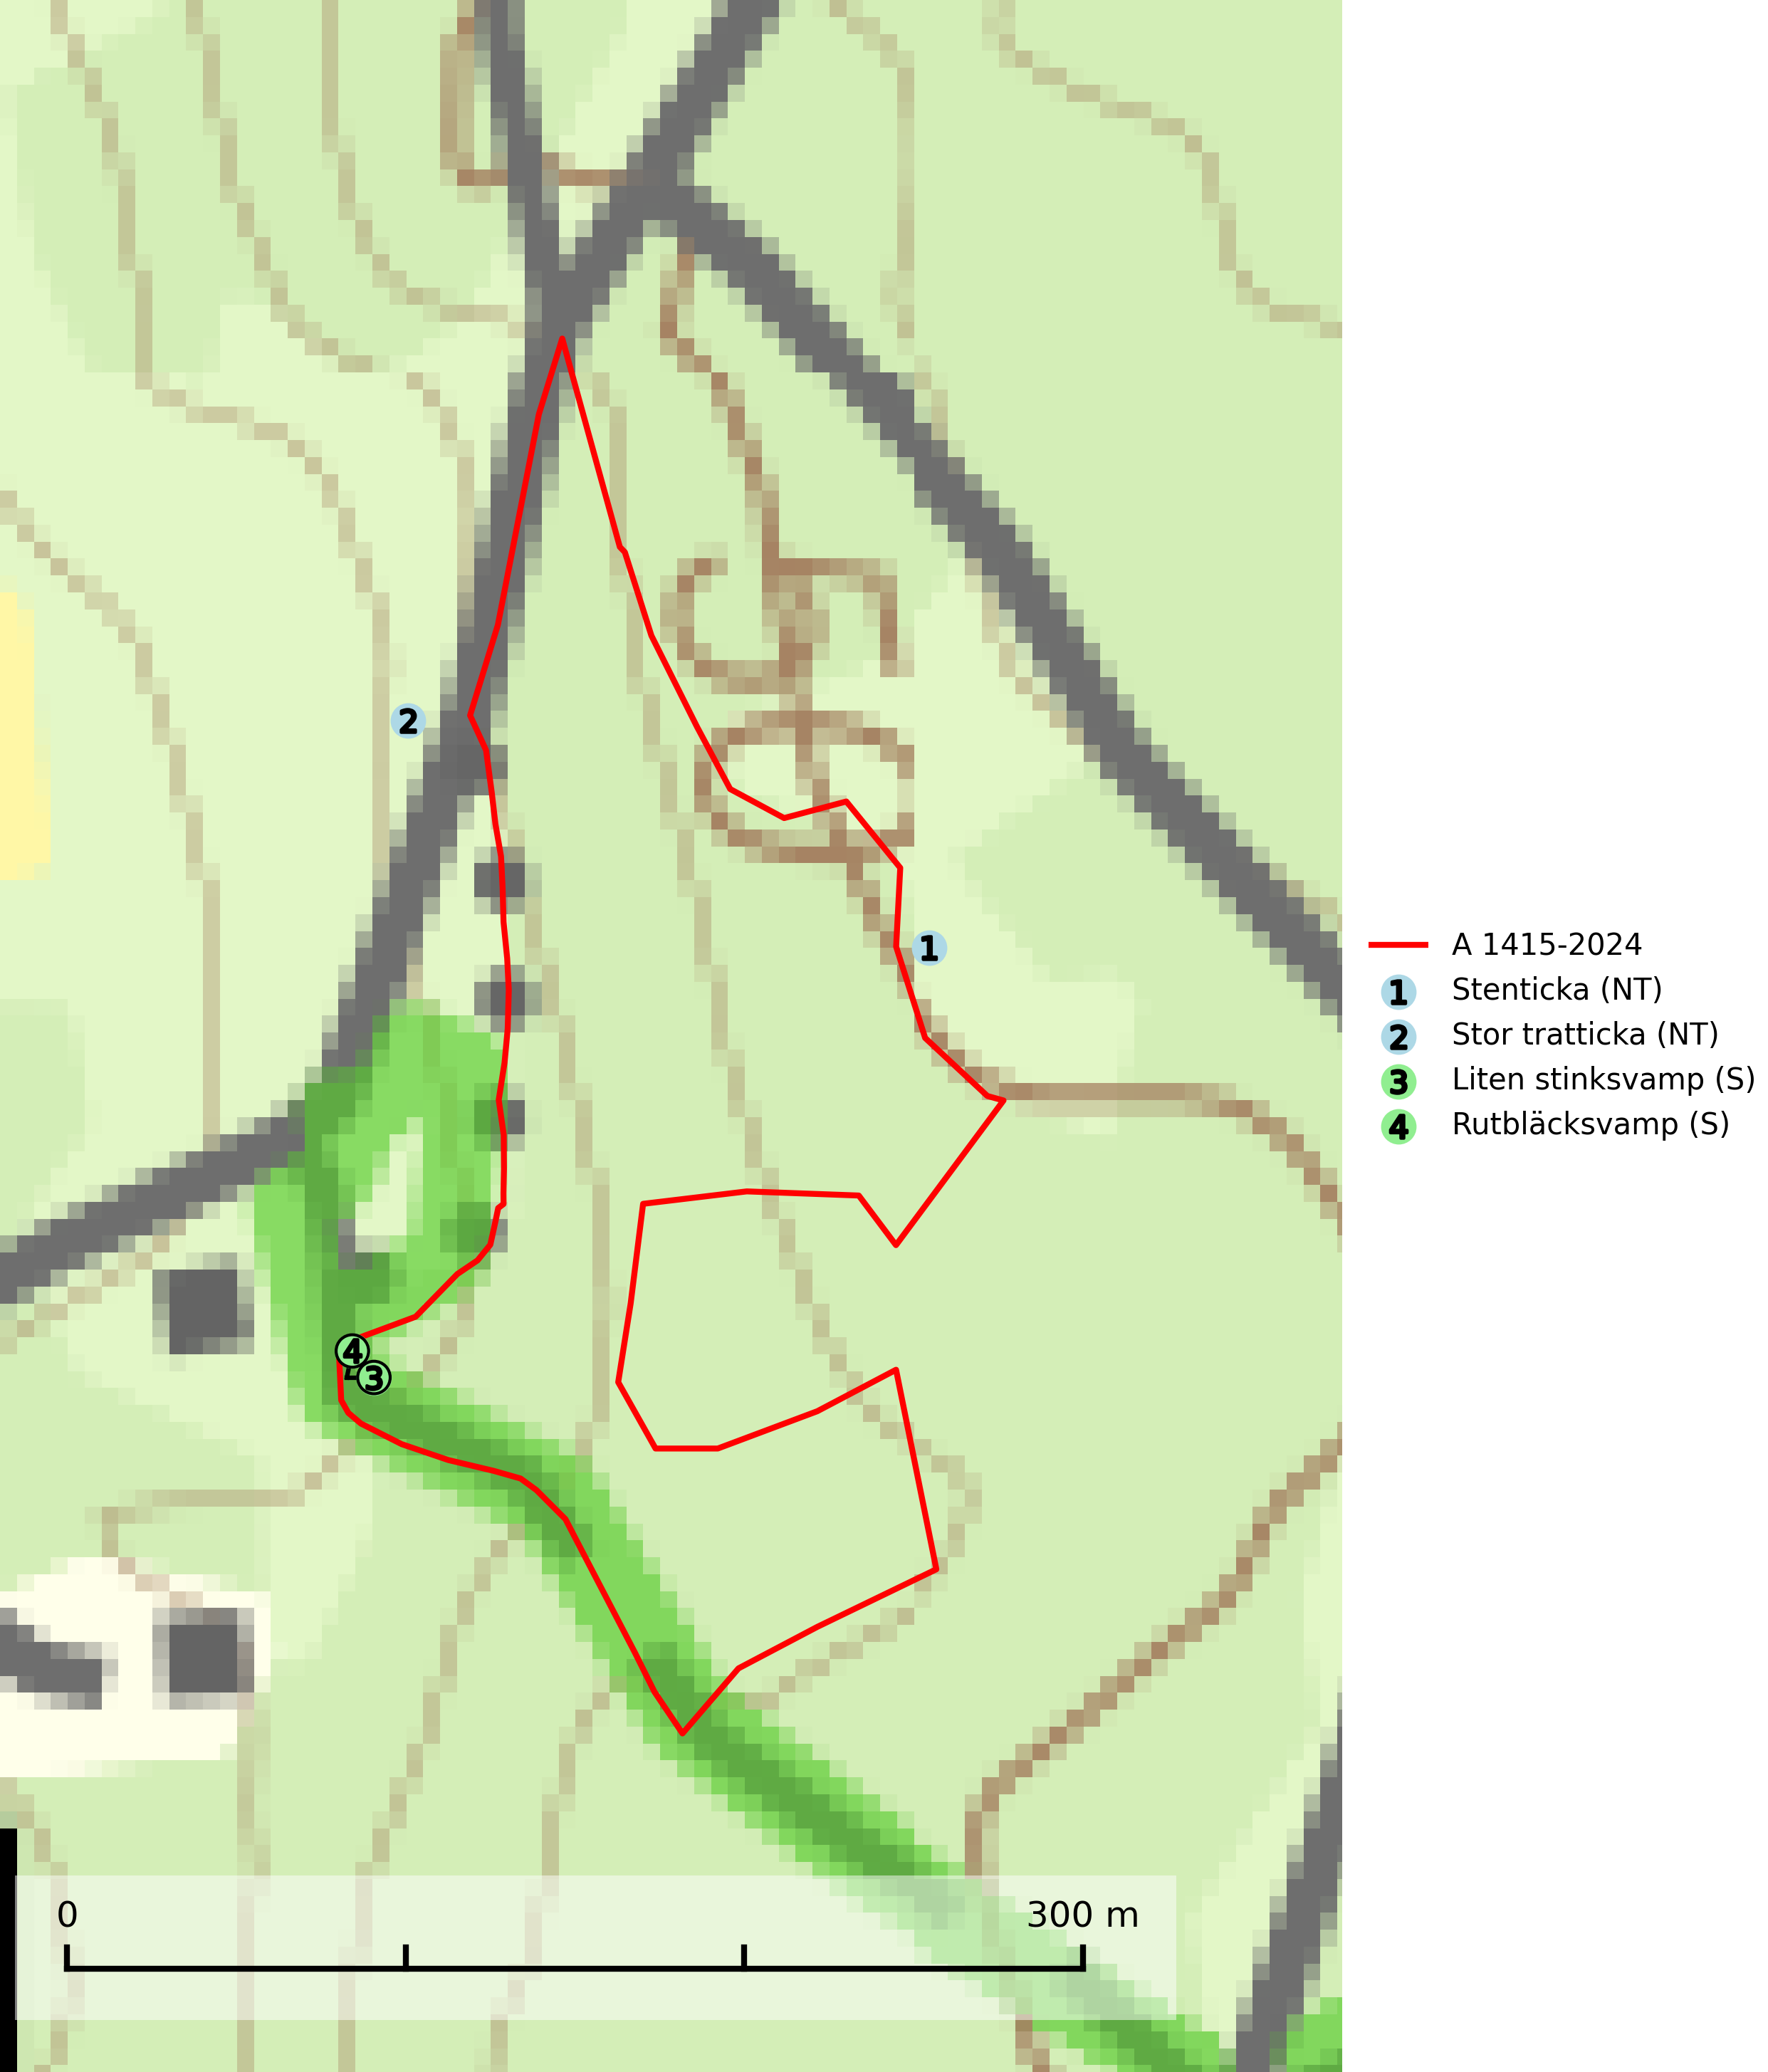 2
1
4
3
0
300 m
A 1415-2024
1 Stenticka (NT)
2 Stor tratticka (NT)
3 Liten stinksvamp (S)
4 Rutbläcksvamp (S)